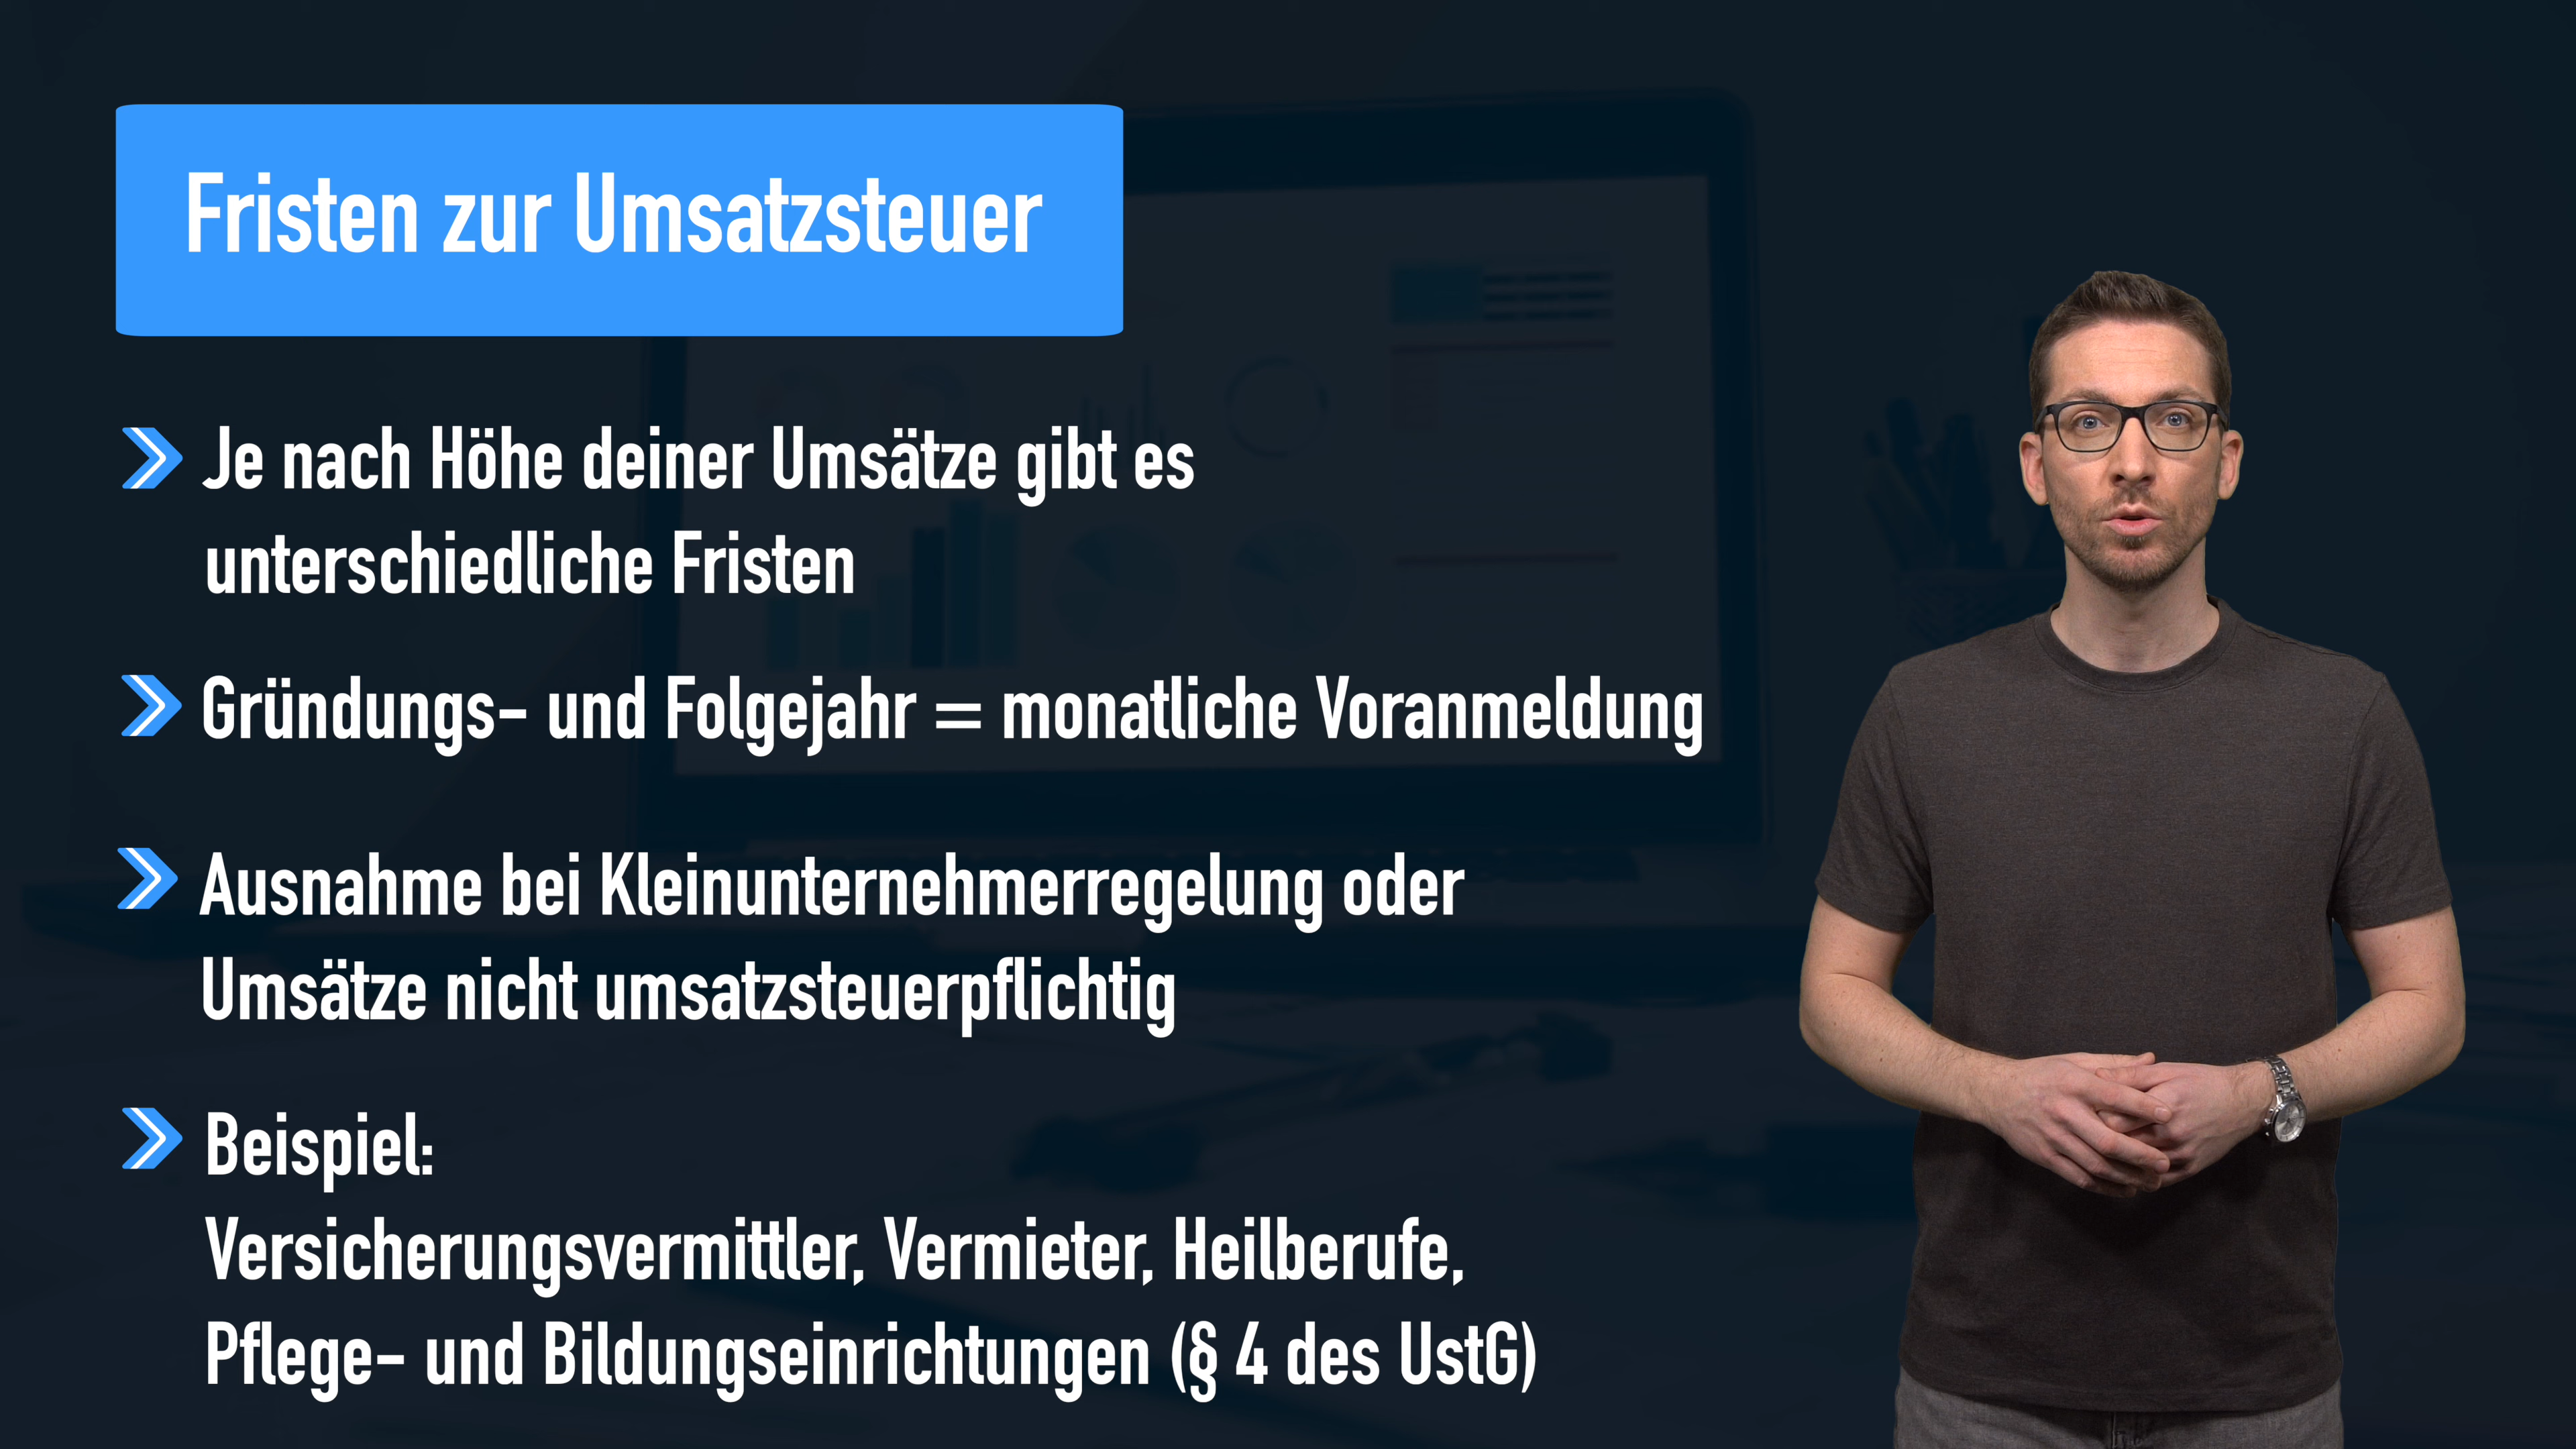 Fristen zur Umsatzsteuer
Je nach Höhe deiner Umsätze gibt es
unterschiedliche Fristen
Gründungs- und Folgejahr = monatliche Voranmeldung
Ausnahme bei Kleinunternehmerregelung oder
Umsätze nicht umsatzsteuerpflichtig
Beispiel:
Versicherungsvermittler, Vermieter, Heilberufe,
Pflege- und Bildungseinrichtungen (§ 4 des UstG)